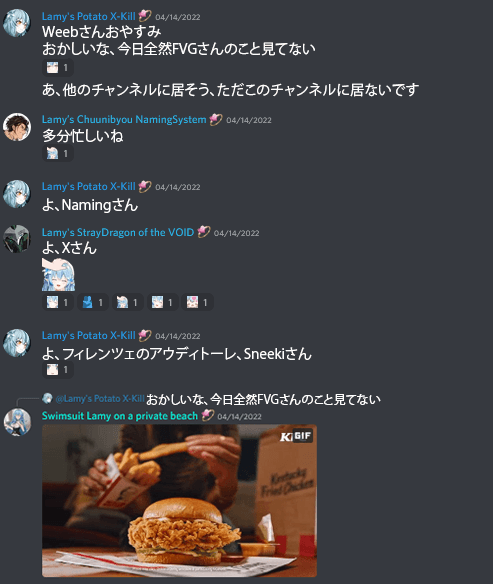 Lamy's Potato X-Kill 04/14/2022
Weebさんおやすみ
おかしいな、今日全然FVGさんのこと見てない
1
あ、他のチャンネルに居そう、ただこのチャンネルに居ないです
Lamy's Chuunibyou NamingSystem 04/14/2022
多分忙しいね
1
Lamy's Potato X-Kill 04/14/2022
よ、Namingさん
Lamy's StrayDragon of the VOID 04/14/2022
よ、Xさん
1 1 1 1 1
Lamy's Potato X-Kill 04/14/2022
よ、フィレンツェのアウディトーレ、Sneekiさん
1
@Lamy's Potato X-Kill おかしいな、今日全然FVGさんのこと見てない
Swimsuit Lamy on a private beach 04/14/2022
GIF
Kentucky
Fried Chicken